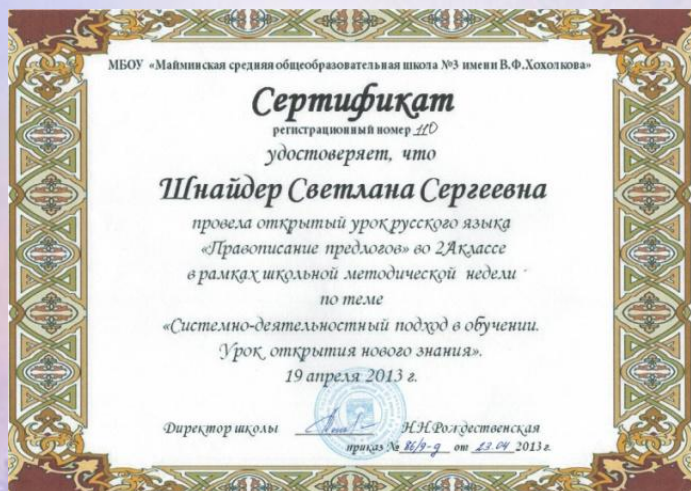 МБОУ «Майминская средняя общеобразовательная школа №3 имени В.Ф.Хохолкова»
Сертификат
регистрационный номер 110
удостоверяет, что
Шнайдер Светлана Сергеевна
провела открытый урок русского языка
«Правописание предлогов» во 2А классе
в рамках школьной методической недели
по теме
«Системно-деятельностный подход в обучении.
Урок открытия нового знания».
19 апреля 2013 г.
Директор школы Н.Н.Рождественская
приказ № 86/9-д от 23.04 2013 г.